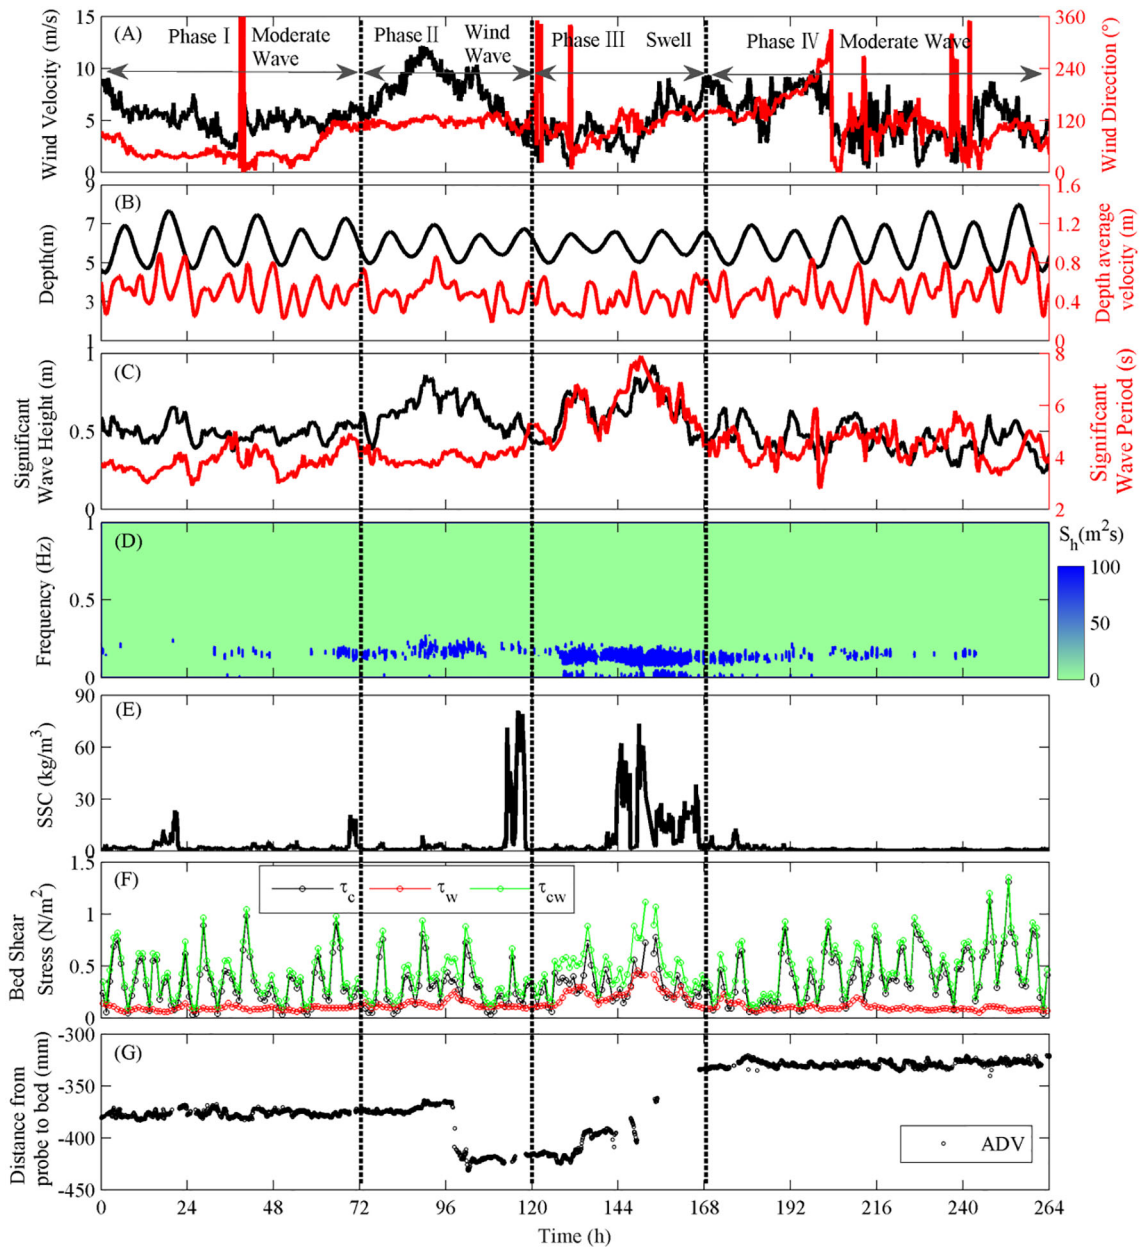 15
10
5
0
Wind Velocity (m/s)
(A)
Phase I
Moderate
Wave
Phase II
Wind
Wave
Phase III
Swell
Phase IV
Moderate Wave
360
240
120
0
Wind Direction (°)
9
7
5
3
1
Depth(m)
(B)
1.6
1.2
0.8
0.4
0
Depth average
velocity (m)
1
0.5
0
Significant
Wave Height (m)
(C)
8
6
4
2
Significant
Wave Period (s)
1
0.5
0
Frequency (Hz)
(D)
Sh(m2s)
100
50
0
90
60
30
0
SSC (kg/m3)
(E)
1.5
1
0.5
0
Bed Shear
Stress (N/m2)
(F)
τc τw τcw
-300
-350
-400
-450
Distance from
probe to bed (mm)
(G)
ADV
0 24 48 72 96 120 144 168 192 216 240 264
Time (h)